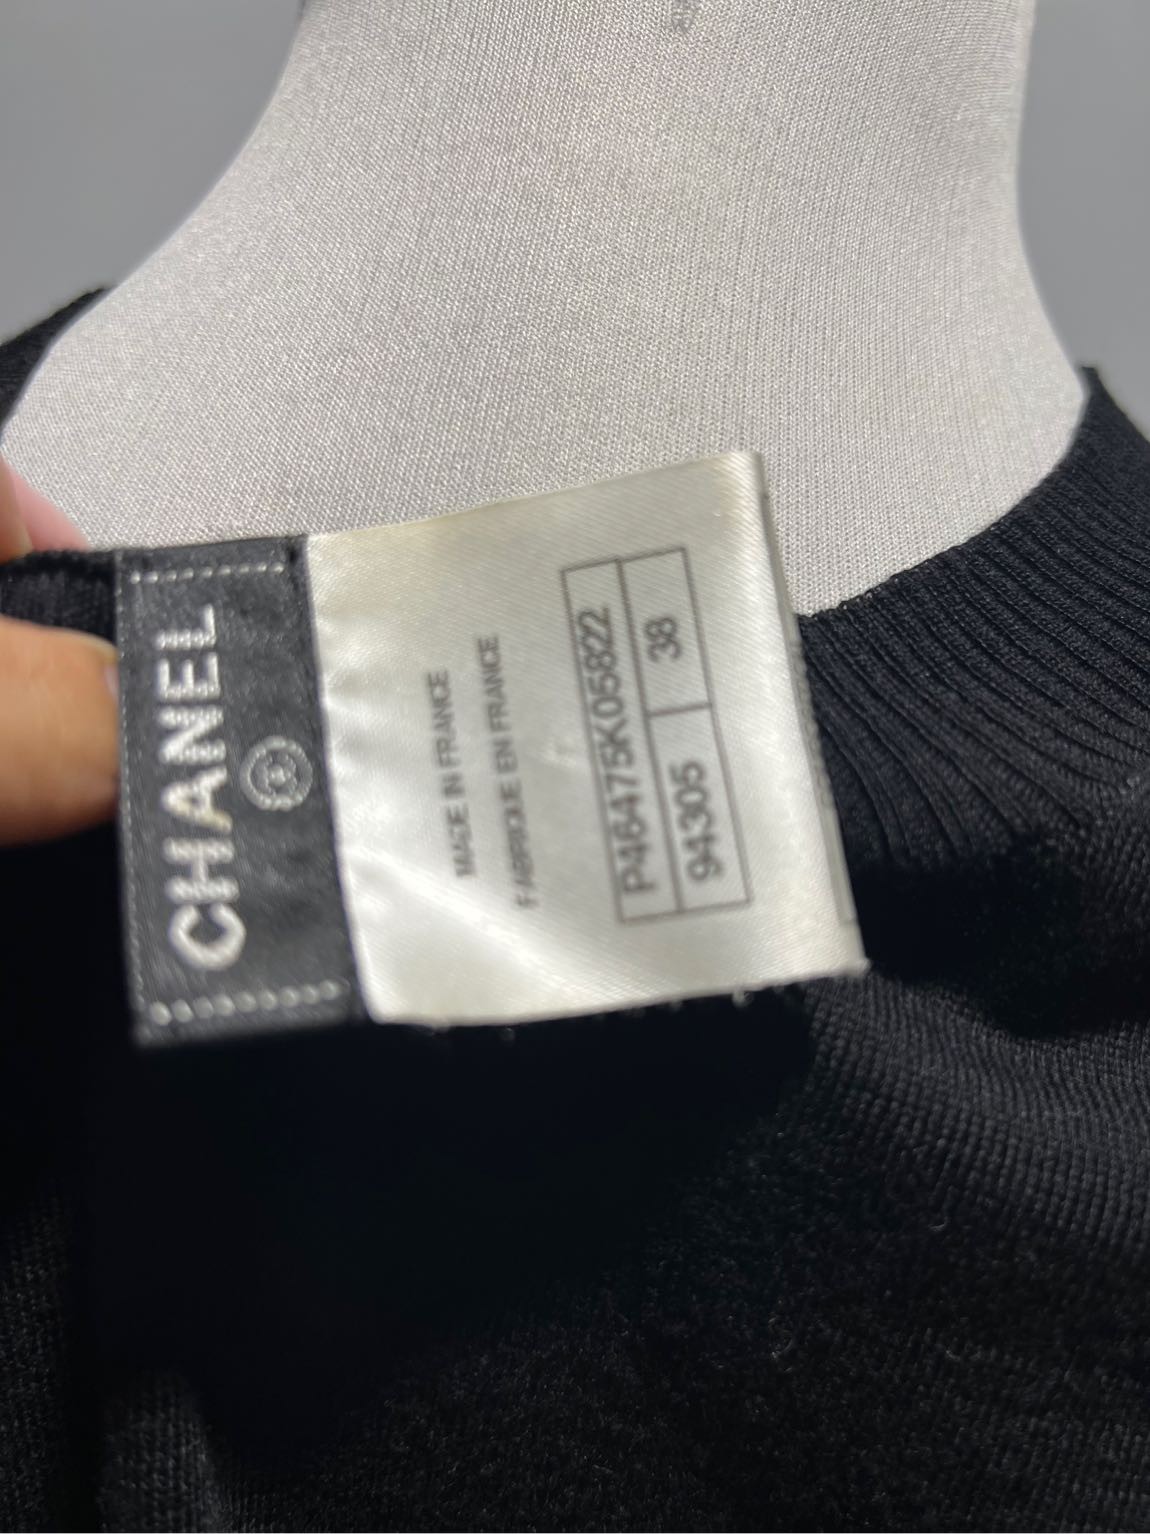 CHANEL
MADE IN FRANCE
FABRIQUE EN FRANCE
P46475K05822
94305 38